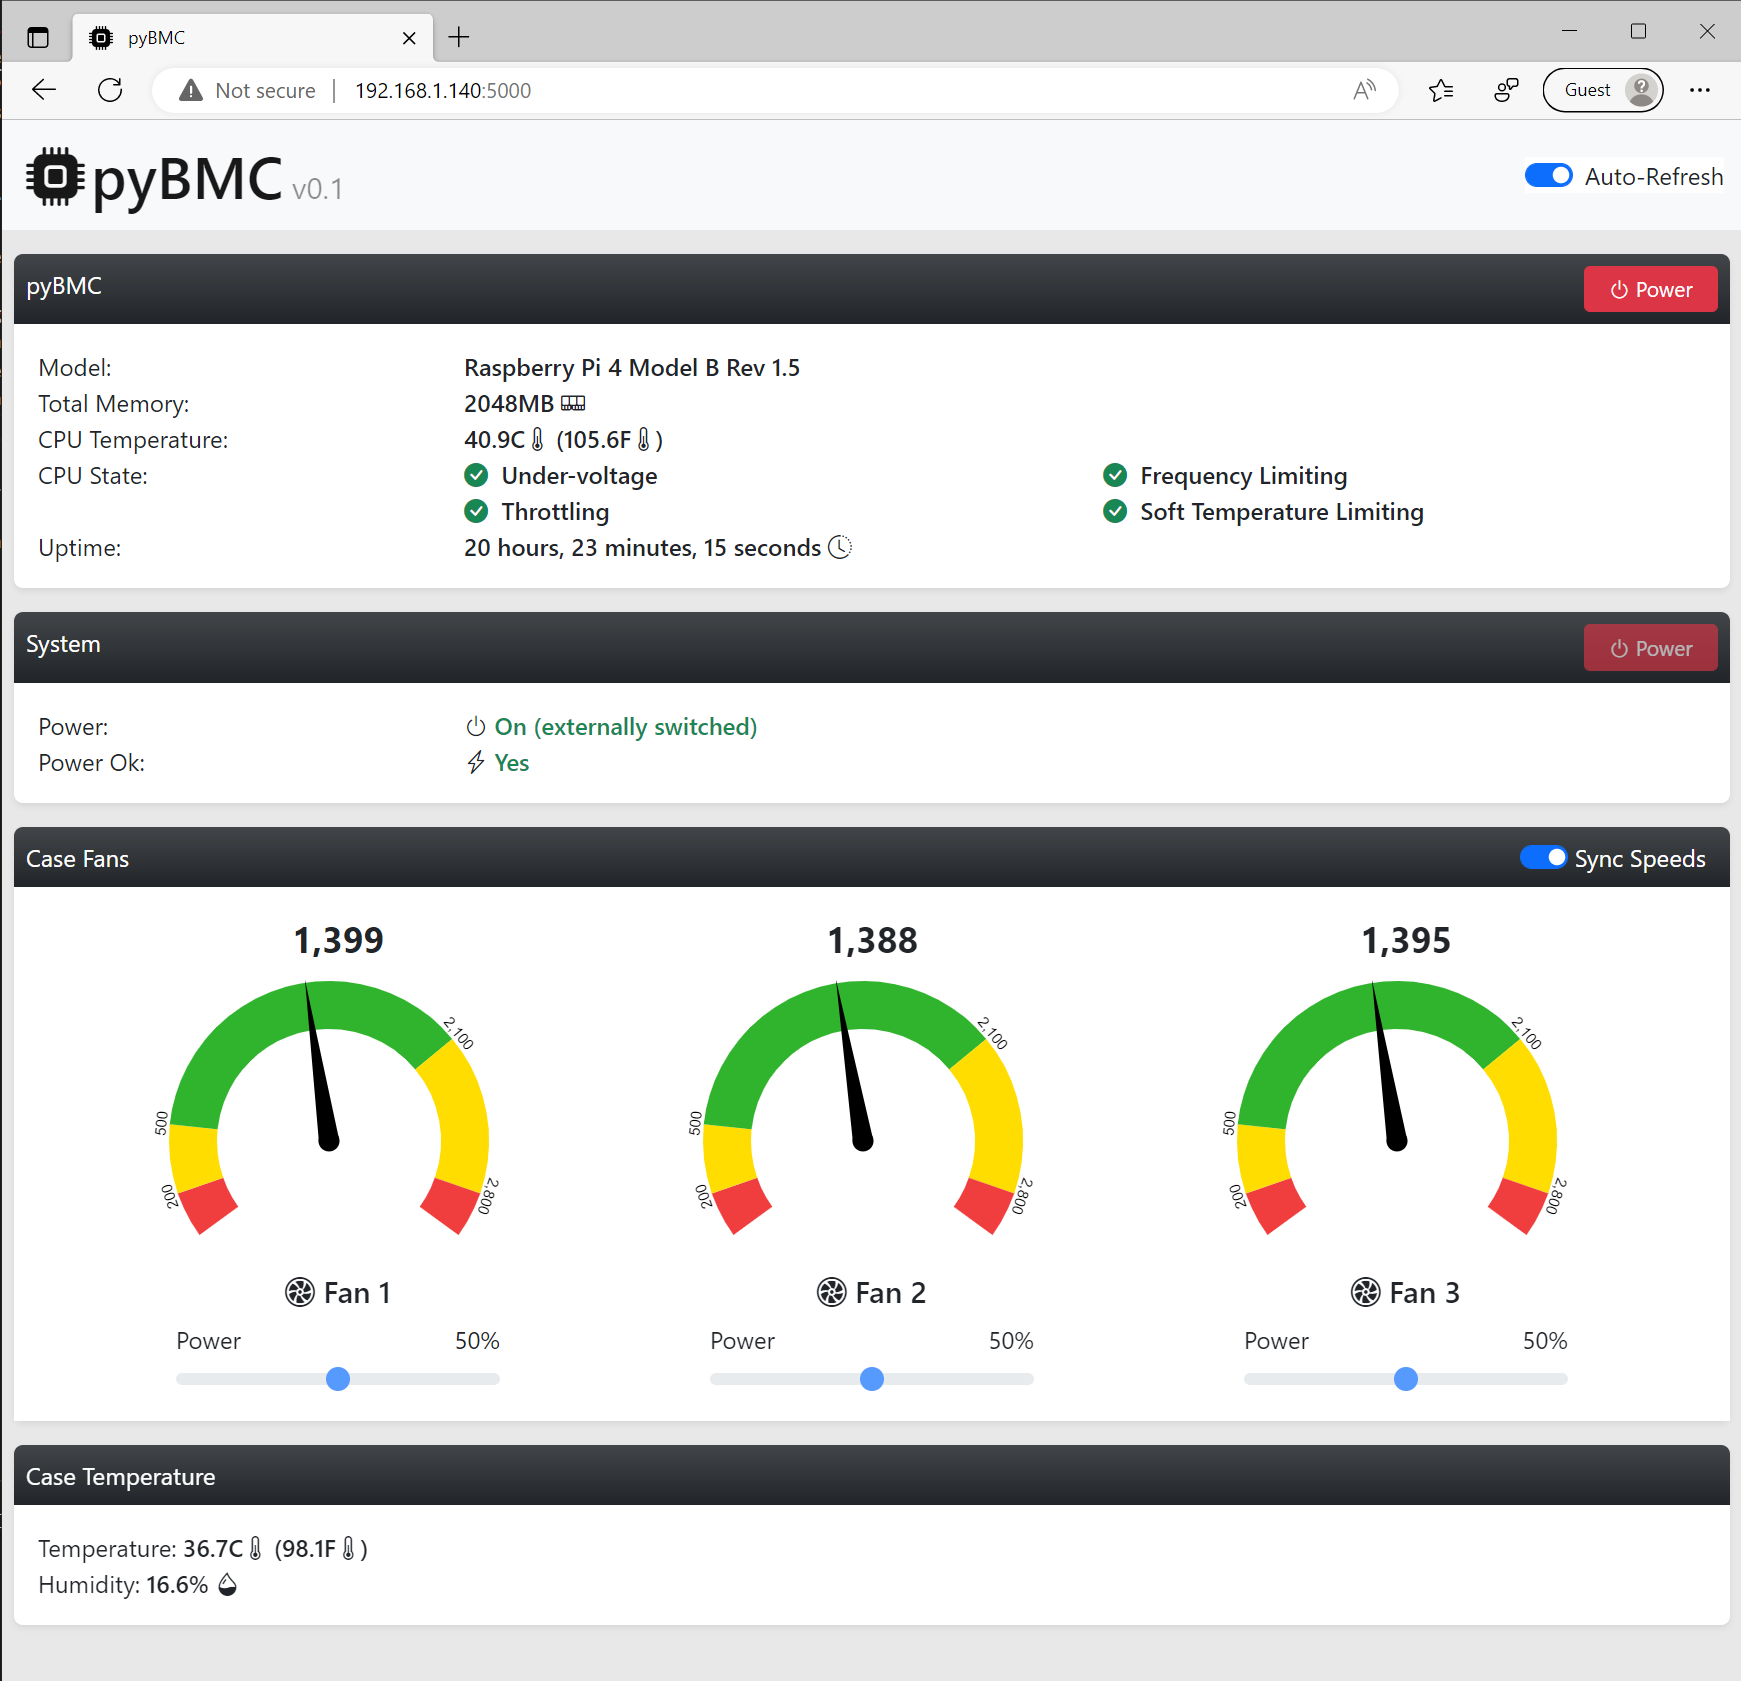 pyBMC
Not secure | 192.168.1.140:5000
Guest
pyBMC v0.1
Auto-Refresh
pyBMC
Power
Model: Raspberry Pi 4 Model B Rev 1.5
Total Memory: 2048MB
CPU Temperature: 40.9C (105.6F)
CPU State: Under-voltage Frequency Limiting
Throttling Soft Temperature Limiting
Uptime: 20 hours, 23 minutes, 15 seconds
System
Power
Power: On (externally switched)
Power Ok: Yes
Case Fans
Sync Speeds
1,399
200
500
2,100
2,800
Fan 1
Power 50%
1,388
200
500
2,100
2,800
Fan 2
Power 50%
1,395
200
500
2,100
2,800
Fan 3
Power 50%
Case Temperature
Temperature: 36.7C (98.1F)
Humidity: 16.6%